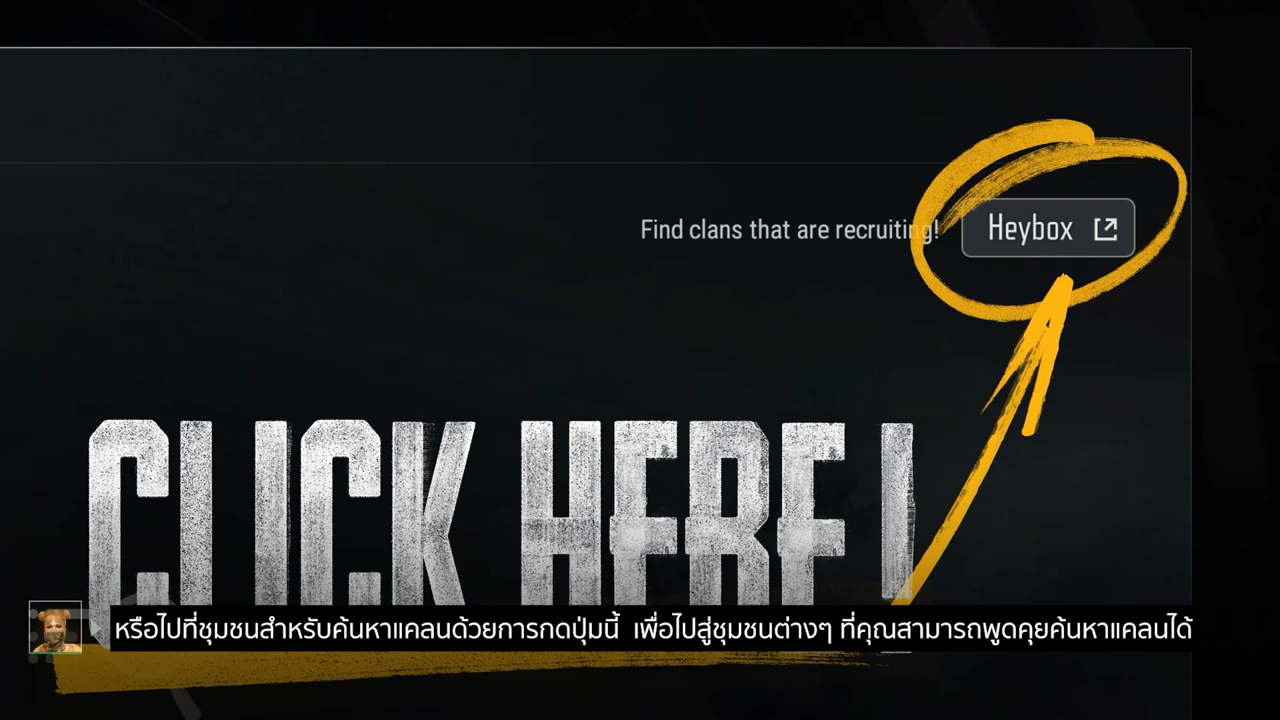 Find clans that are recruiting!
Heybox
CLICK HERE!
หรือไปที่ชุมชนสำหรับค้นหาแคลนด้วยการกดปุ่มนี้ เพื่อไปสู่ชุมชนต่างๆ ที่คุณสามารถพูดคุยค้นหาแคลนได้